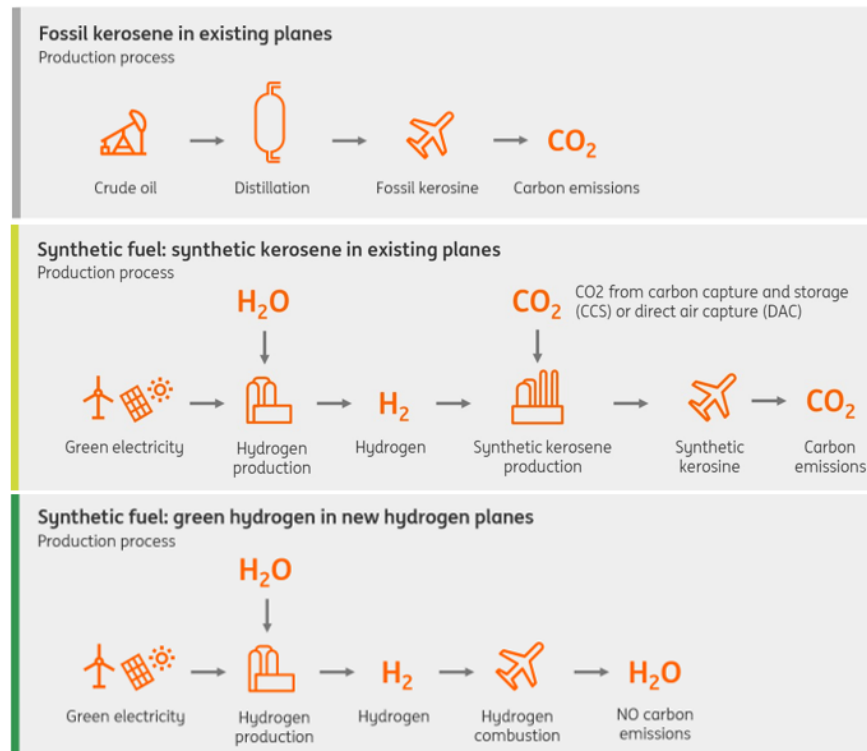 Fossil kerosene in existing planes
Production process
CO₂
Crude oil
Distillation
Fossil kerosine
Carbon emissions
Synthetic fuel: synthetic kerosene in existing planes
Production process
H₂O
CO₂
CO2 from carbon capture and storage
(CCS) or direct air capture (DAC)
H₂
CO₂
Green electricity
Hydrogen
production
Hydrogen
Synthetic kerosene
production
Synthetic
kerosine
Carbon
emissions
Synthetic fuel: green hydrogen in new hydrogen planes
Production process
H₂O
H₂
H₂O
Green electricity
Hydrogen
production
Hydrogen
Hydrogen
combustion
NO carbon
emissions